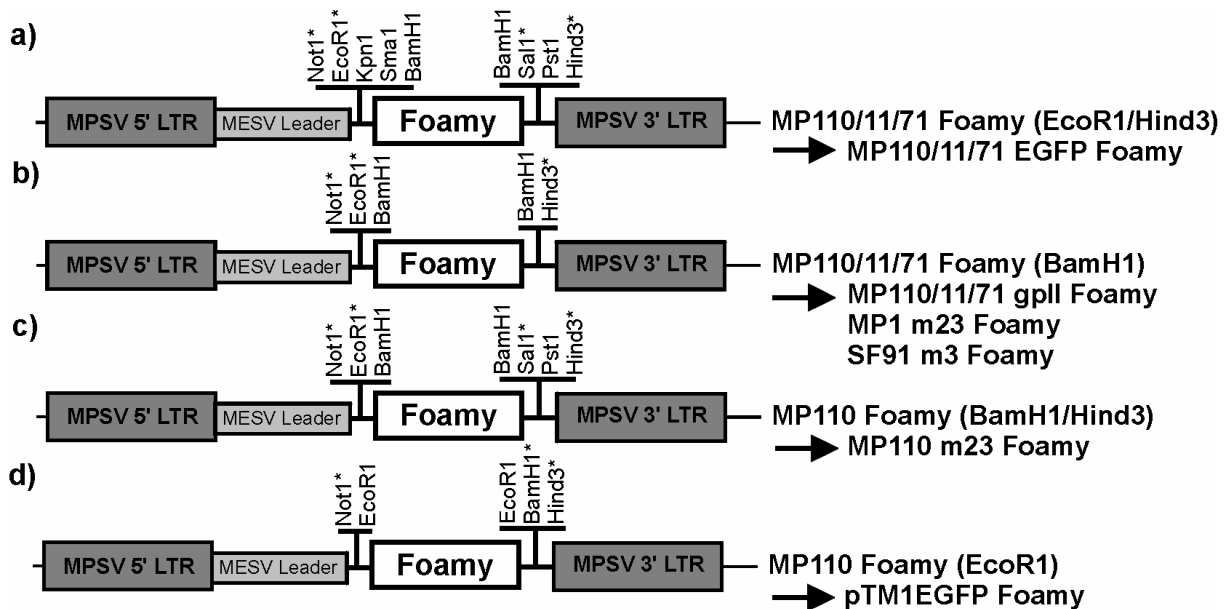 a)
Not1*
EcoR1*
Kpn1
Sma1
BamH1
BamH1
Sal1*
Pst1
Hind3*
MPSV 5' LTR
MESV Leader
Foamy
MPSV 3' LTR
MP110/11/71 Foamy (EcoR1/Hind3)
MP110/11/71 EGFP Foamy
b)
Not1*
EcoR1*
BamH1
BamH1
Hind3*
MPSV 5' LTR
MESV Leader
Foamy
MPSV 3' LTR
MP110/11/71 Foamy (BamH1)
MP110/11/71 gpII Foamy
MP1 m23 Foamy
SF91 m3 Foamy
c)
Not1*
EcoR1*
BamH1
BamH1
Sal1*
Pst1
Hind3*
MPSV 5' LTR
MESV Leader
Foamy
MPSV 3' LTR
MP110 Foamy (BamH1/Hind3)
MP110 m23 Foamy
d)
Not1*
EcoR1
EcoR1
BamH1*
Hind3*
MPSV 5' LTR
MESV Leader
Foamy
MPSV 3' LTR
MP110 Foamy (EcoR1)
pTM1EGFP Foamy